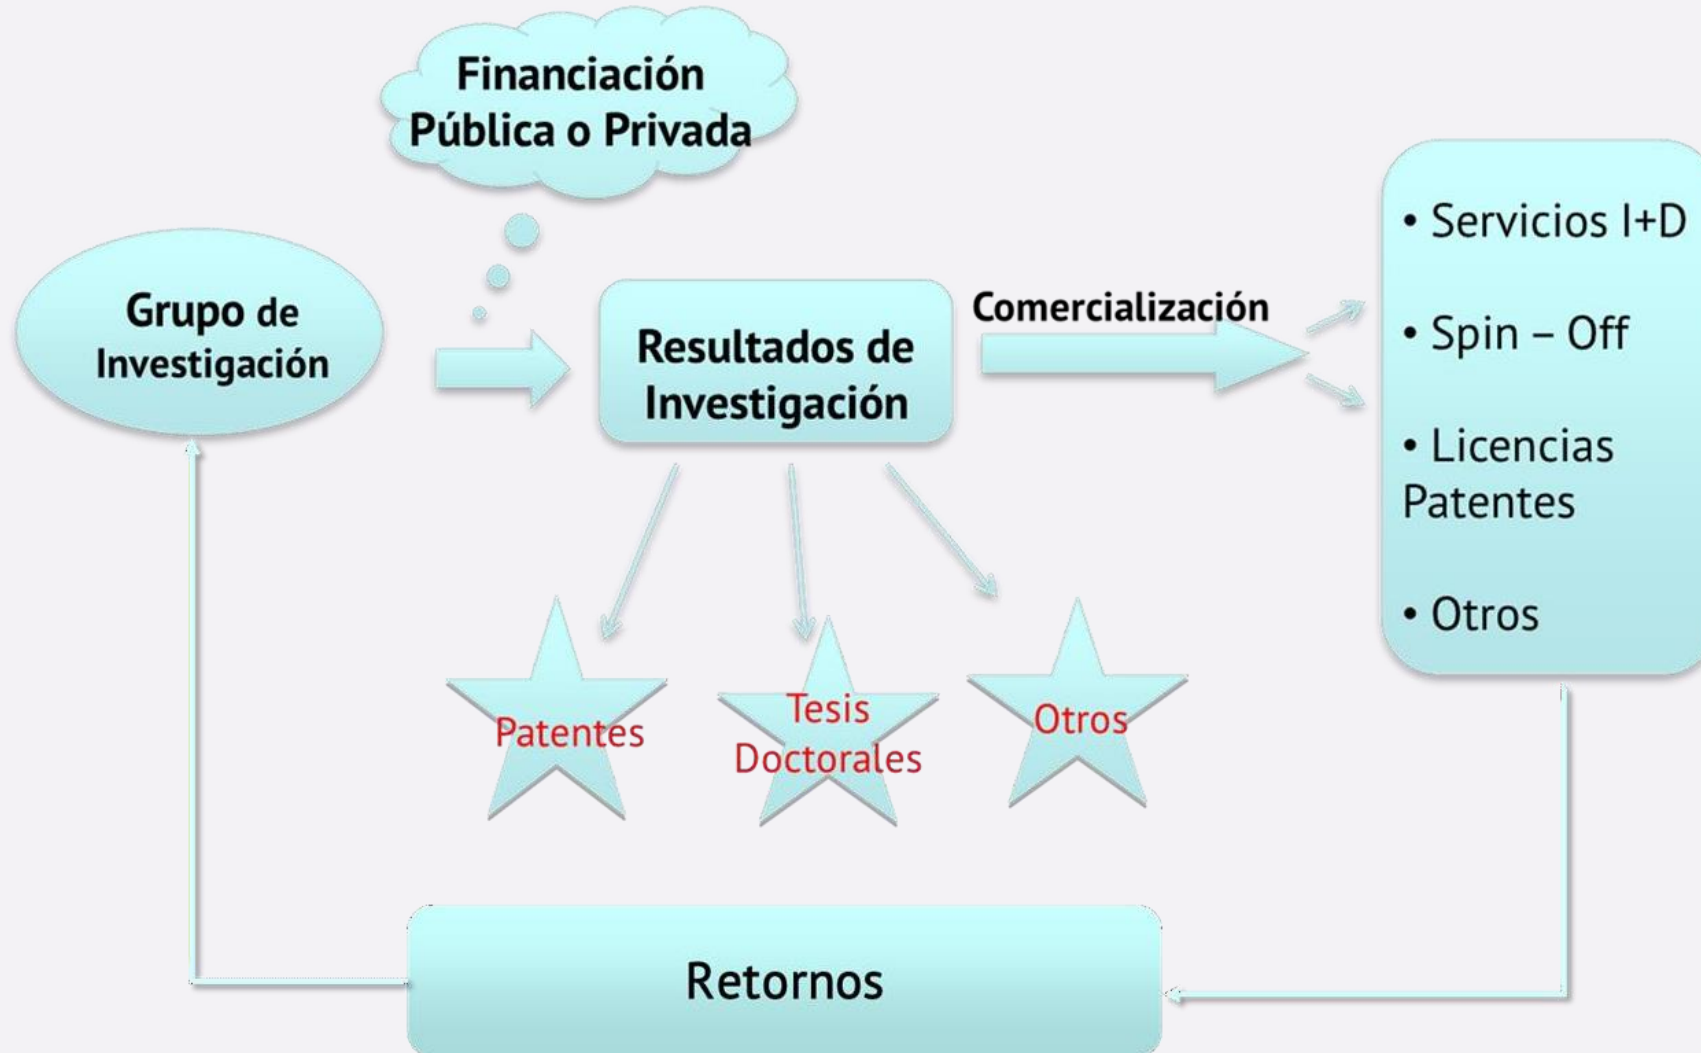 Financiación
Pública o Privada
Grupo de
Investigación
Resultados de
Investigación
Comercialización
• Servicios I+D
• Spin – Off
• Licencias
Patentes
• Otros
Patentes
Tesis
Doctorales
Otros
Retornos